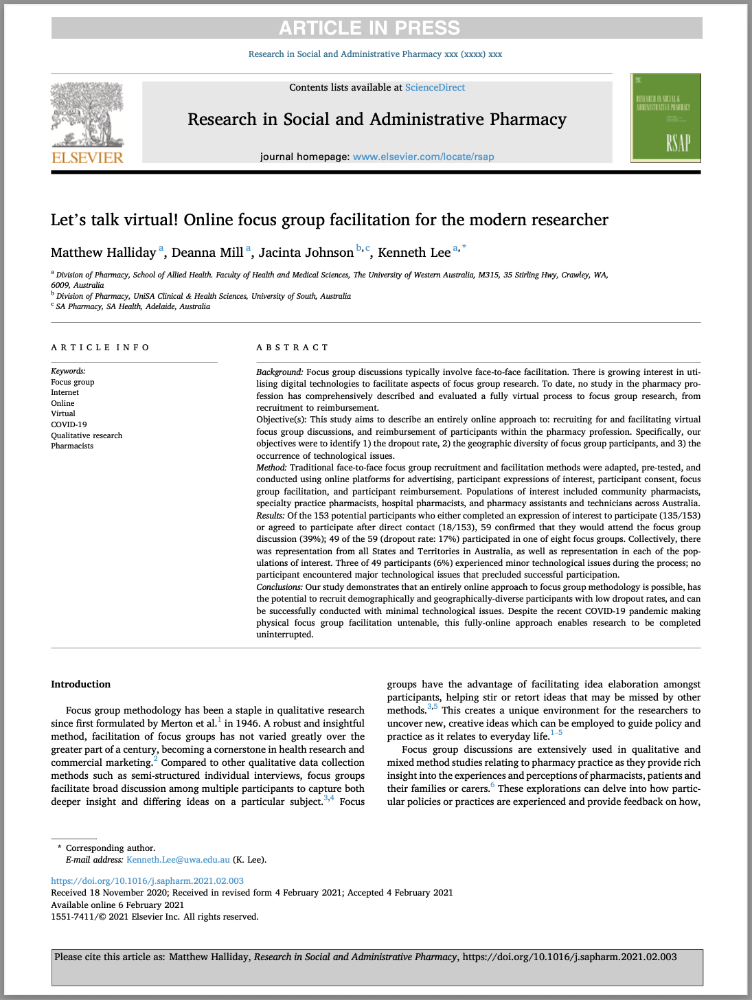 ARTICLE IN PRESS
Research in Social and Administrative Pharmacy xxx (xxxx) xxx
Contents lists available at ScienceDirect
Research in Social and Administrative Pharmacy
journal homepage: www.elsevier.com/locate/rsap
ELSEVIER
RESEARCH IN SOCIAL &
ADMINISTRATIVE PHARMACY
RSAP
Let’s talk virtual! Online focus group facilitation for the modern researcher
Matthew Halliday a, Deanna Mill a, Jacinta Johnson b,c, Kenneth Lee a,*
a Division of Pharmacy, School of Allied Health. Faculty of Health and Medical Sciences, The University of Western Australia, M315, 35 Stirling Hwy, Crawley, WA,
6009, Australia
b Division of Pharmacy, UniSA Clinical & Health Sciences, University of South, Australia
c SA Pharmacy, SA Health, Adelaide, Australia
ARTICLE INFO
Keywords:
Focus group
Internet
Online
Virtual
COVID-19
Qualitative research
Pharmacists
ABSTRACT
Background: Focus group discussions typically involve face-to-face facilitation. There is growing interest in uti-
lising digital technologies to facilitate aspects of focus group research. To date, no study in the pharmacy pro-
fession has comprehensively described and evaluated a fully virtual process to focus group research, from
recruitment to reimbursement.
Objective(s): This study aims to describe an entirely online approach to: recruiting for and facilitating virtual
focus group discussions, and reimbursement of participants within the pharmacy profession. Specifically, our
objectives were to identify 1) the dropout rate, 2) the geographic diversity of focus group participants, and 3) the
occurrence of technological issues.
Method: Traditional face-to-face focus group recruitment and facilitation methods were adapted, pre-tested, and
conducted using online platforms for advertising, participant expressions of interest, participant consent, focus
group facilitation, and participant reimbursement. Populations of interest included community pharmacists,
specialty practice pharmacists, hospital pharmacists, and pharmacy assistants and technicians across Australia.
Results: Of the 153 potential participants who either completed an expression of interest to participate (135/153)
or agreed to participate after direct contact (18/153), 59 confirmed that they would attend the focus group
discussion (39%); 49 of the 59 (dropout rate: 17%) participated in one of eight focus groups. Collectively, there
was representation from all States and Territories in Australia, as well as representation in each of the pop-
ulations of interest. Three of 49 participants (6%) experienced minor technological issues during the process; no
participant encountered major technological issues that precluded successful participation.
Conclusions: Our study demonstrates that an entirely online approach to focus group methodology is possible, has
the potential to recruit demographically and geographically-diverse participants with low dropout rates, and can
be successfully conducted with minimal technological issues. Despite the recent COVID-19 pandemic making
physical focus group facilitation untenable, this fully-online approach enables research to be completed
uninterrupted.
Introduction
Focus group methodology has been a staple in qualitative research
since first formulated by Merton et al.1 in 1946. A robust and insightful
method, facilitation of focus groups has not varied greatly over the
greater part of a century, becoming a cornerstone in health research and
commercial marketing.2 Compared to other qualitative data collection
methods such as semi-structured individual interviews, focus groups
facilitate broad discussion among multiple participants to capture both
deeper insight and differing ideas on a particular subject.3,4 Focus
groups have the advantage of facilitating idea elaboration amongst
participants, helping stir or retort ideas that may be missed by other
methods.3,5 This creates a unique environment for the researchers to
uncover new, creative ideas which can be employed to guide policy and
practice as it relates to everyday life.1–5
Focus group discussions are extensively used in qualitative and
mixed method studies relating to pharmacy practice as they provide rich
insight into the experiences and perceptions of pharmacists, patients and
their families or carers.6 These explorations can delve into how partic-
ular policies or practices are experienced and provide feedback on how,
* Corresponding author.
E-mail address: Kenneth.Lee@uwa.edu.au (K. Lee).
https://doi.org/10.1016/j.sapharm.2021.02.003
Received 18 November 2020; Received in revised form 4 February 2021; Accepted 4 February 2021
Available online 6 February 2021
1551-7411/© 2021 Elsevier Inc. All rights reserved.
Please cite this article as: Matthew Halliday, Research in Social and Administrative Pharmacy, https://doi.org/10.1016/j.sapharm.2021.02.003